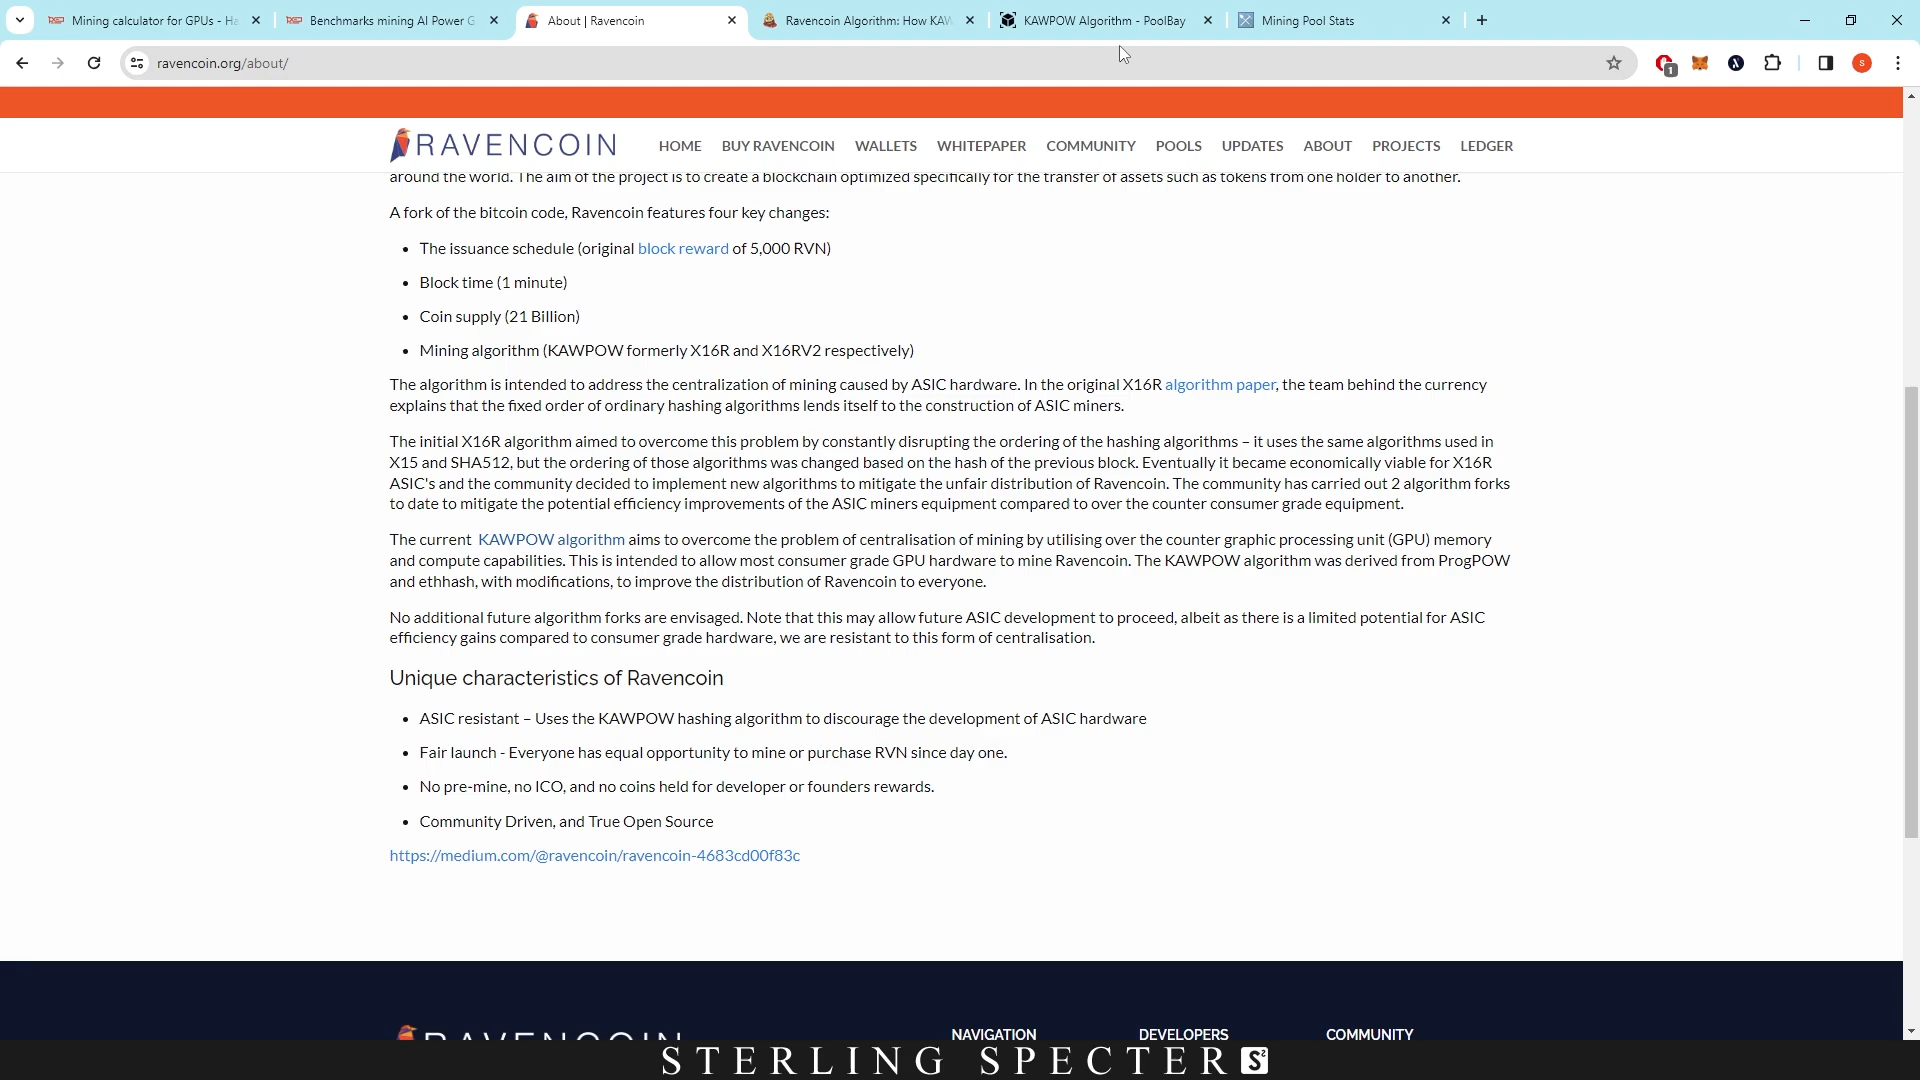 Mining calculator for GPUs - Ha
Benchmarks mining AI Power G
About | Ravencoin
Ravencoin Algorithm: How KAW
KAWPOW Algorithm - PoolBay
Mining Pool Stats
ravencoin.org/about/
1
S
RAVENCOIN
HOME BUY RAVENCOIN WALLETS WHITEPAPER COMMUNITY POOLS UPDATES ABOUT PROJECTS LEDGER
around the world. The aim of the project is to create a blockchain optimized specifically for the transfer of assets such as tokens from one holder to another.
A fork of the bitcoin code, Ravencoin features four key changes:
• The issuance schedule (original block reward of 5,000 RVN)
• Block time (1 minute)
• Coin supply (21 Billion)
• Mining algorithm (KAWPOW formerly X16R and X16RV2 respectively)
The algorithm is intended to address the centralization of mining caused by ASIC hardware. In the original X16R algorithm paper, the team behind the currency
explains that the fixed order of ordinary hashing algorithms lends itself to the construction of ASIC miners.
The initial X16R algorithm aimed to overcome this problem by constantly disrupting the ordering of the hashing algorithms – it uses the same algorithms used in
X15 and SHA512, but the ordering of those algorithms was changed based on the hash of the previous block. Eventually it became economically viable for X16R
ASIC's and the community decided to implement new algorithms to mitigate the unfair distribution of Ravencoin. The community has carried out 2 algorithm forks
to date to mitigate the potential efficiency improvements of the ASIC miners equipment compared to over the counter consumer grade equipment.
The current KAWPOW algorithm aims to overcome the problem of centralisation of mining by utilising over the counter graphic processing unit (GPU) memory
and compute capabilities. This is intended to allow most consumer grade GPU hardware to mine Ravencoin. The KAWPOW algorithm was derived from ProgPOW
and ethhash, with modifications, to improve the distribution of Ravencoin to everyone.
No additional future algorithm forks are envisaged. Note that this may allow future ASIC development to proceed, albeit as there is a limited potential for ASIC
efficiency gains compared to consumer grade hardware, we are resistant to this form of centralisation.
Unique characteristics of Ravencoin
• ASIC resistant – Uses the KAWPOW hashing algorithm to discourage the development of ASIC hardware
• Fair launch - Everyone has equal opportunity to mine or purchase RVN since day one.
• No pre-mine, no ICO, and no coins held for developer or founders rewards.
• Community Driven, and True Open Source
https://medium.com/@ravencoin/ravencoin-4683cd00f83c
RAVENCOIN
NAVIGATION DEVELOPERS COMMUNITY
STERLING SPECTER S²